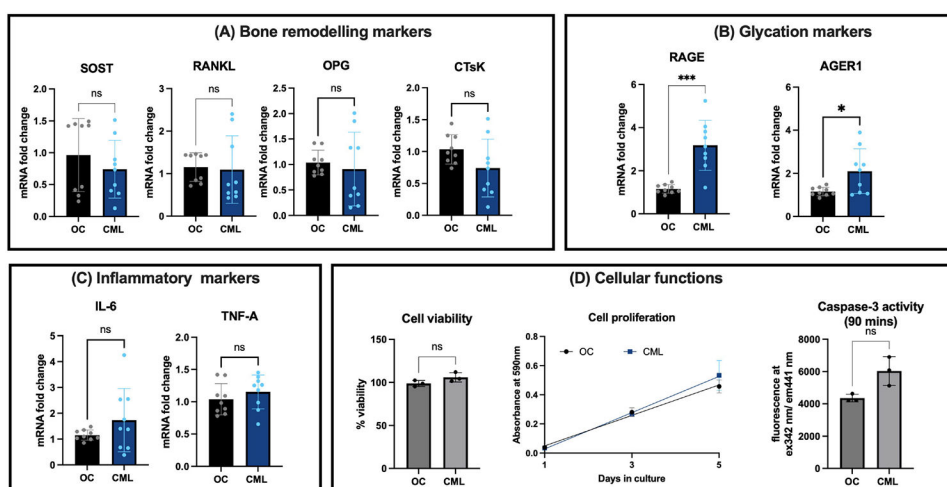 (A) Bone remodelling markers
SOST
ns
mRNA fold change
2.0
1.5
1.0
0.5
0.0
OC CML
RANKL
ns
mRNA fold change
3
2
1
0
OC CML
OPG
ns
mRNA fold change
2.5
2.0
1.5
1.0
0.5
0.0
OC CML
CTsK
ns
mRNA fold change
2.0
1.5
1.0
0.5
0.0
OC CML
(B) Glycation markers
RAGE
***
mRNA fold change
6
4
2
0
OC CML
AGER1
*
mRNA fold change
6
4
2
0
OC CML
(C) Inflammatory markers
IL-6
ns
mRNA fold change
5
4
3
2
1
0
OC CML
TNF-A
ns
mRNA fold change
2.0
1.5
1.0
0.5
0.0
OC CML
(D) Cellular functions
Cell viability
ns
% viability
150
100
50
0
OC CML
Cell proliferation
OC CML
Absorbance at 590nm
0.8
0.6
0.4
0.2
0.0
1 3 5
Days in culture
Caspase-3 activity
(90 mins)
ns
fluorescence at
ex342 nm/ em441 nm
8000
6000
4000
2000
0
OC CML